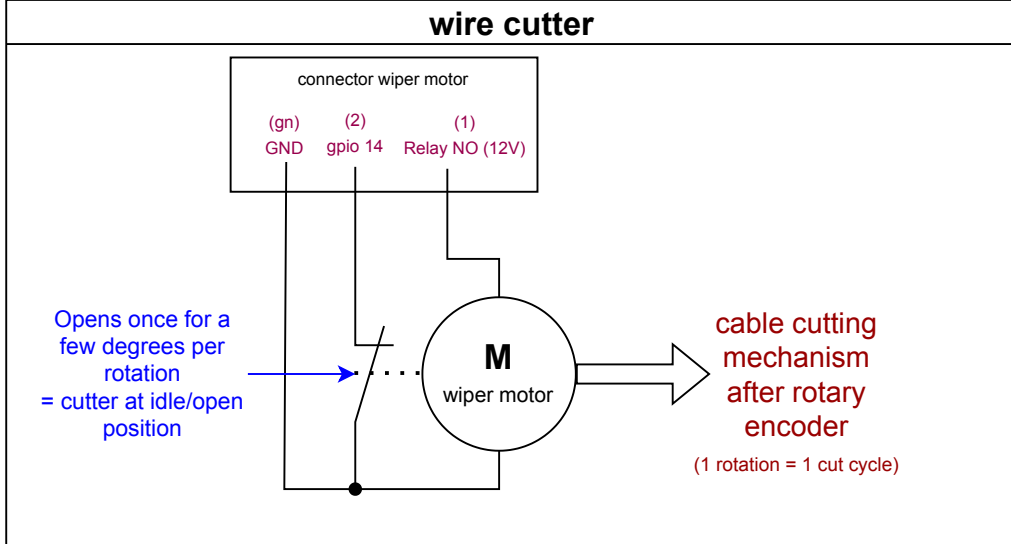 wire cutter
connector wiper motor
(gn)
GND
(2)
gpio 14
(1)
Relay NO (12V)
Opens once for a
few degrees per
rotation
= cutter at idle/open
position
M
wiper motor
cable cutting
mechanism
after rotary
encoder
(1 rotation = 1 cut cycle)